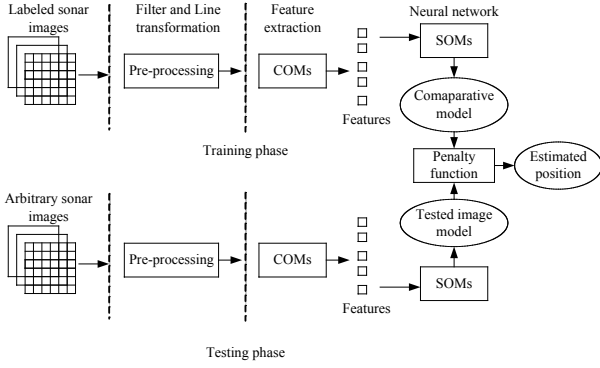 Labeled sonar
images
Filter and Line
transformation
Feature
extraction
Neural network
Pre-processing
COMs
SOMs
Comaparative
model
Features
Training phase
Penalty
function
Estimated
position
Arbitrary sonar
images
Tested image
model
Pre-processing
COMs
SOMs
Features
Testing phase